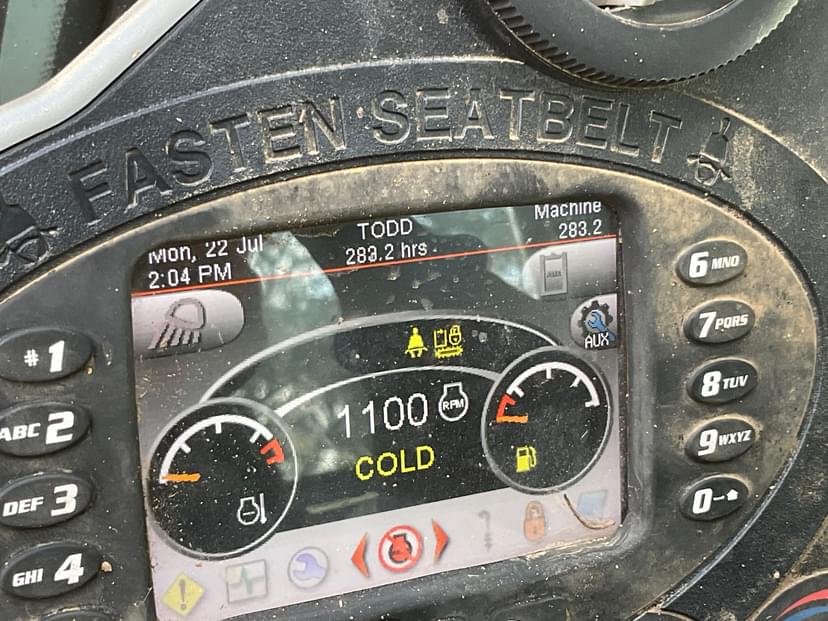 FASTEN SEATBELT
Mon, 22 Jul
2:04 PM
TODD
283.2 hrs
Machine
283.2
AUX
1100 RPM
COLD
# 1
ABC 2
DEF 3
GHI 4
6 MNO
7 PQRS
8 TUV
9 WXYZ
0-